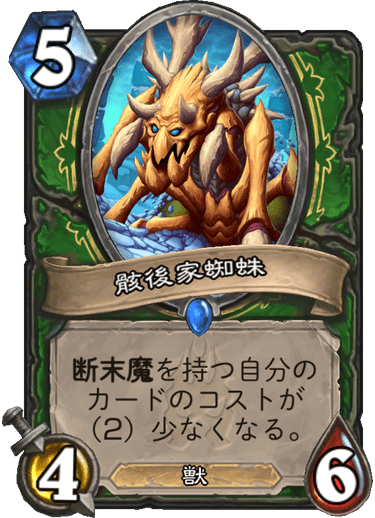 5
骸後家蜘蛛
断末魔を持つ自分の
カードのコストが
（2）少なくなる。
4
獣
6